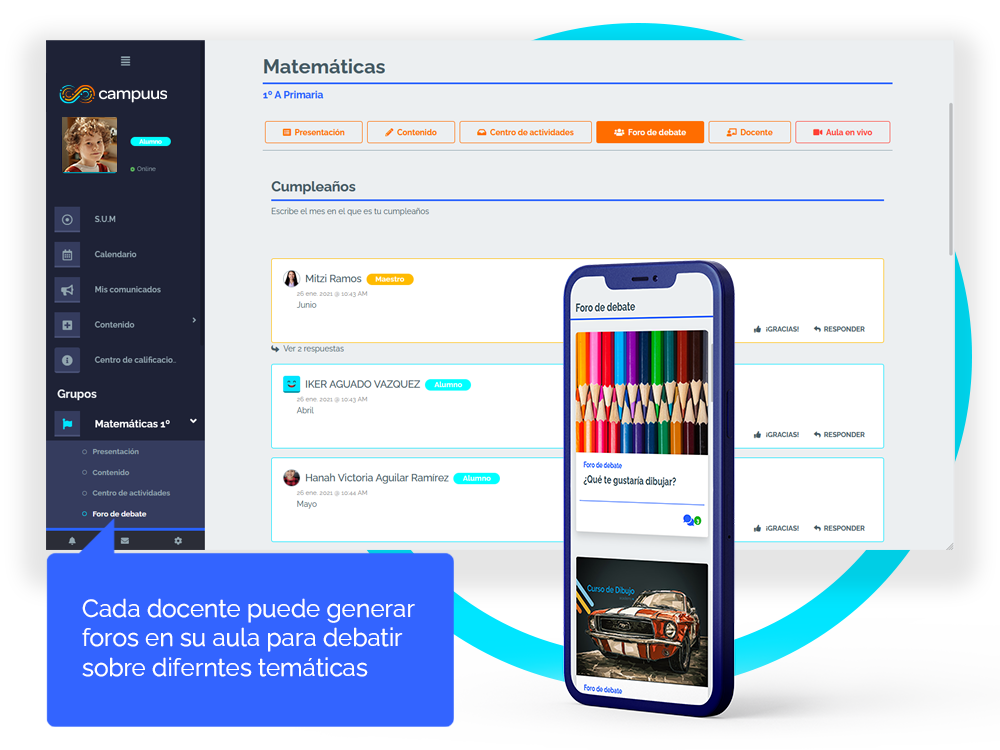 campuus
Alumno
Online
S.U.M
Calendario
Mis comunicados
Contenido
Centro de calificacio..
Grupos
Matemáticas 1º
Presentación
Contenido
Centro de actividades
Foro de debate
Matemáticas
1º A Primaria
Presentación
Contenido
Centro de actividades
Foro de debate
Docente
Aula en vivo
Cumpleaños
Escribe el mes en el que es tu cumpleaños
Mitzi Ramos Maestro
26 ene. 2021 @ 10:43 AM
Junio
¡GRACIAS! RESPONDER
Ver 2 respuestas
IKER AGUADO VAZQUEZ Alumno
26 ene. 2021 @ 10:43 AM
Abril
¡GRACIAS! RESPONDER
Hanah Victoria Aguilar Ramirez Alumno
26 ene. 2021 @ 10:44 AM
Mayo
¡GRACIAS! RESPONDER
Foro de debate
Foro de debate
¿Qué te gustaría dibujar?
3
Curso de Dibujo
Foro de debate
Cada docente puede generar
foros en su aula para debatir
sobre diferntes temáticas